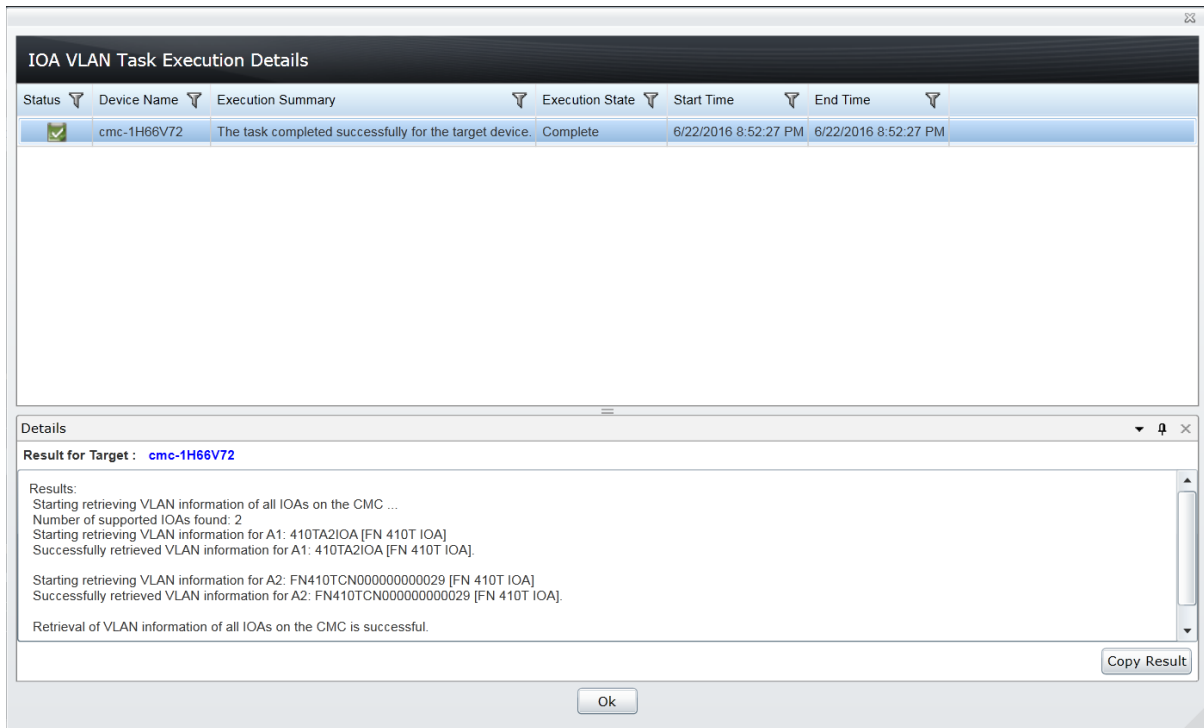 IOA VLAN Task Execution Details
Status Device Name Execution Summary Execution State Start Time End Time
cmc-1H66V72 The task completed successfully for the target device. Complete 6/22/2016 8:52:27 PM 6/22/2016 8:52:27 PM
Details
Result for Target : cmc-1H66V72
Results:
Starting retrieving VLAN information of all IOAs on the CMC ...
Number of supported IOAs found: 2
Starting retrieving VLAN information for A1: 410TA2IOA [FN 410T IOA]
Successfully retrieved VLAN information for A1: 410TA2IOA [FN 410T IOA].
Starting retrieving VLAN information for A2: FN410TCN000000000029 [FN 410T IOA]
Successfully retrieved VLAN information for A2: FN410TCN000000000029 [FN 410T IOA].
Retrieval of VLAN information of all IOAs on the CMC is successful.
Copy Result
Ok